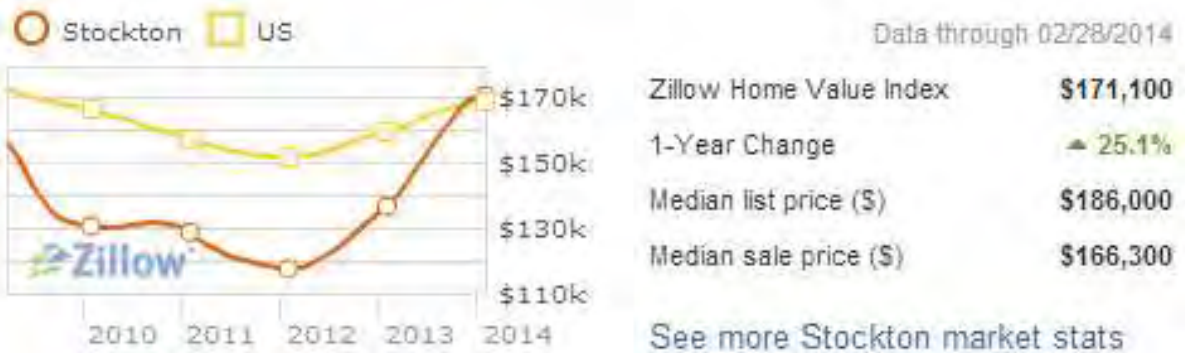 Stockton US
$170k
$150k
$130k
$110k
Zillow
2010 2011 2012 2013 2014
Data through 02/28/2014
Zillow Home Value Index $171,100
1-Year Change 25.1%
Median list price ($) $186,000
Median sale price ($) $166,300
See more Stockton market stats